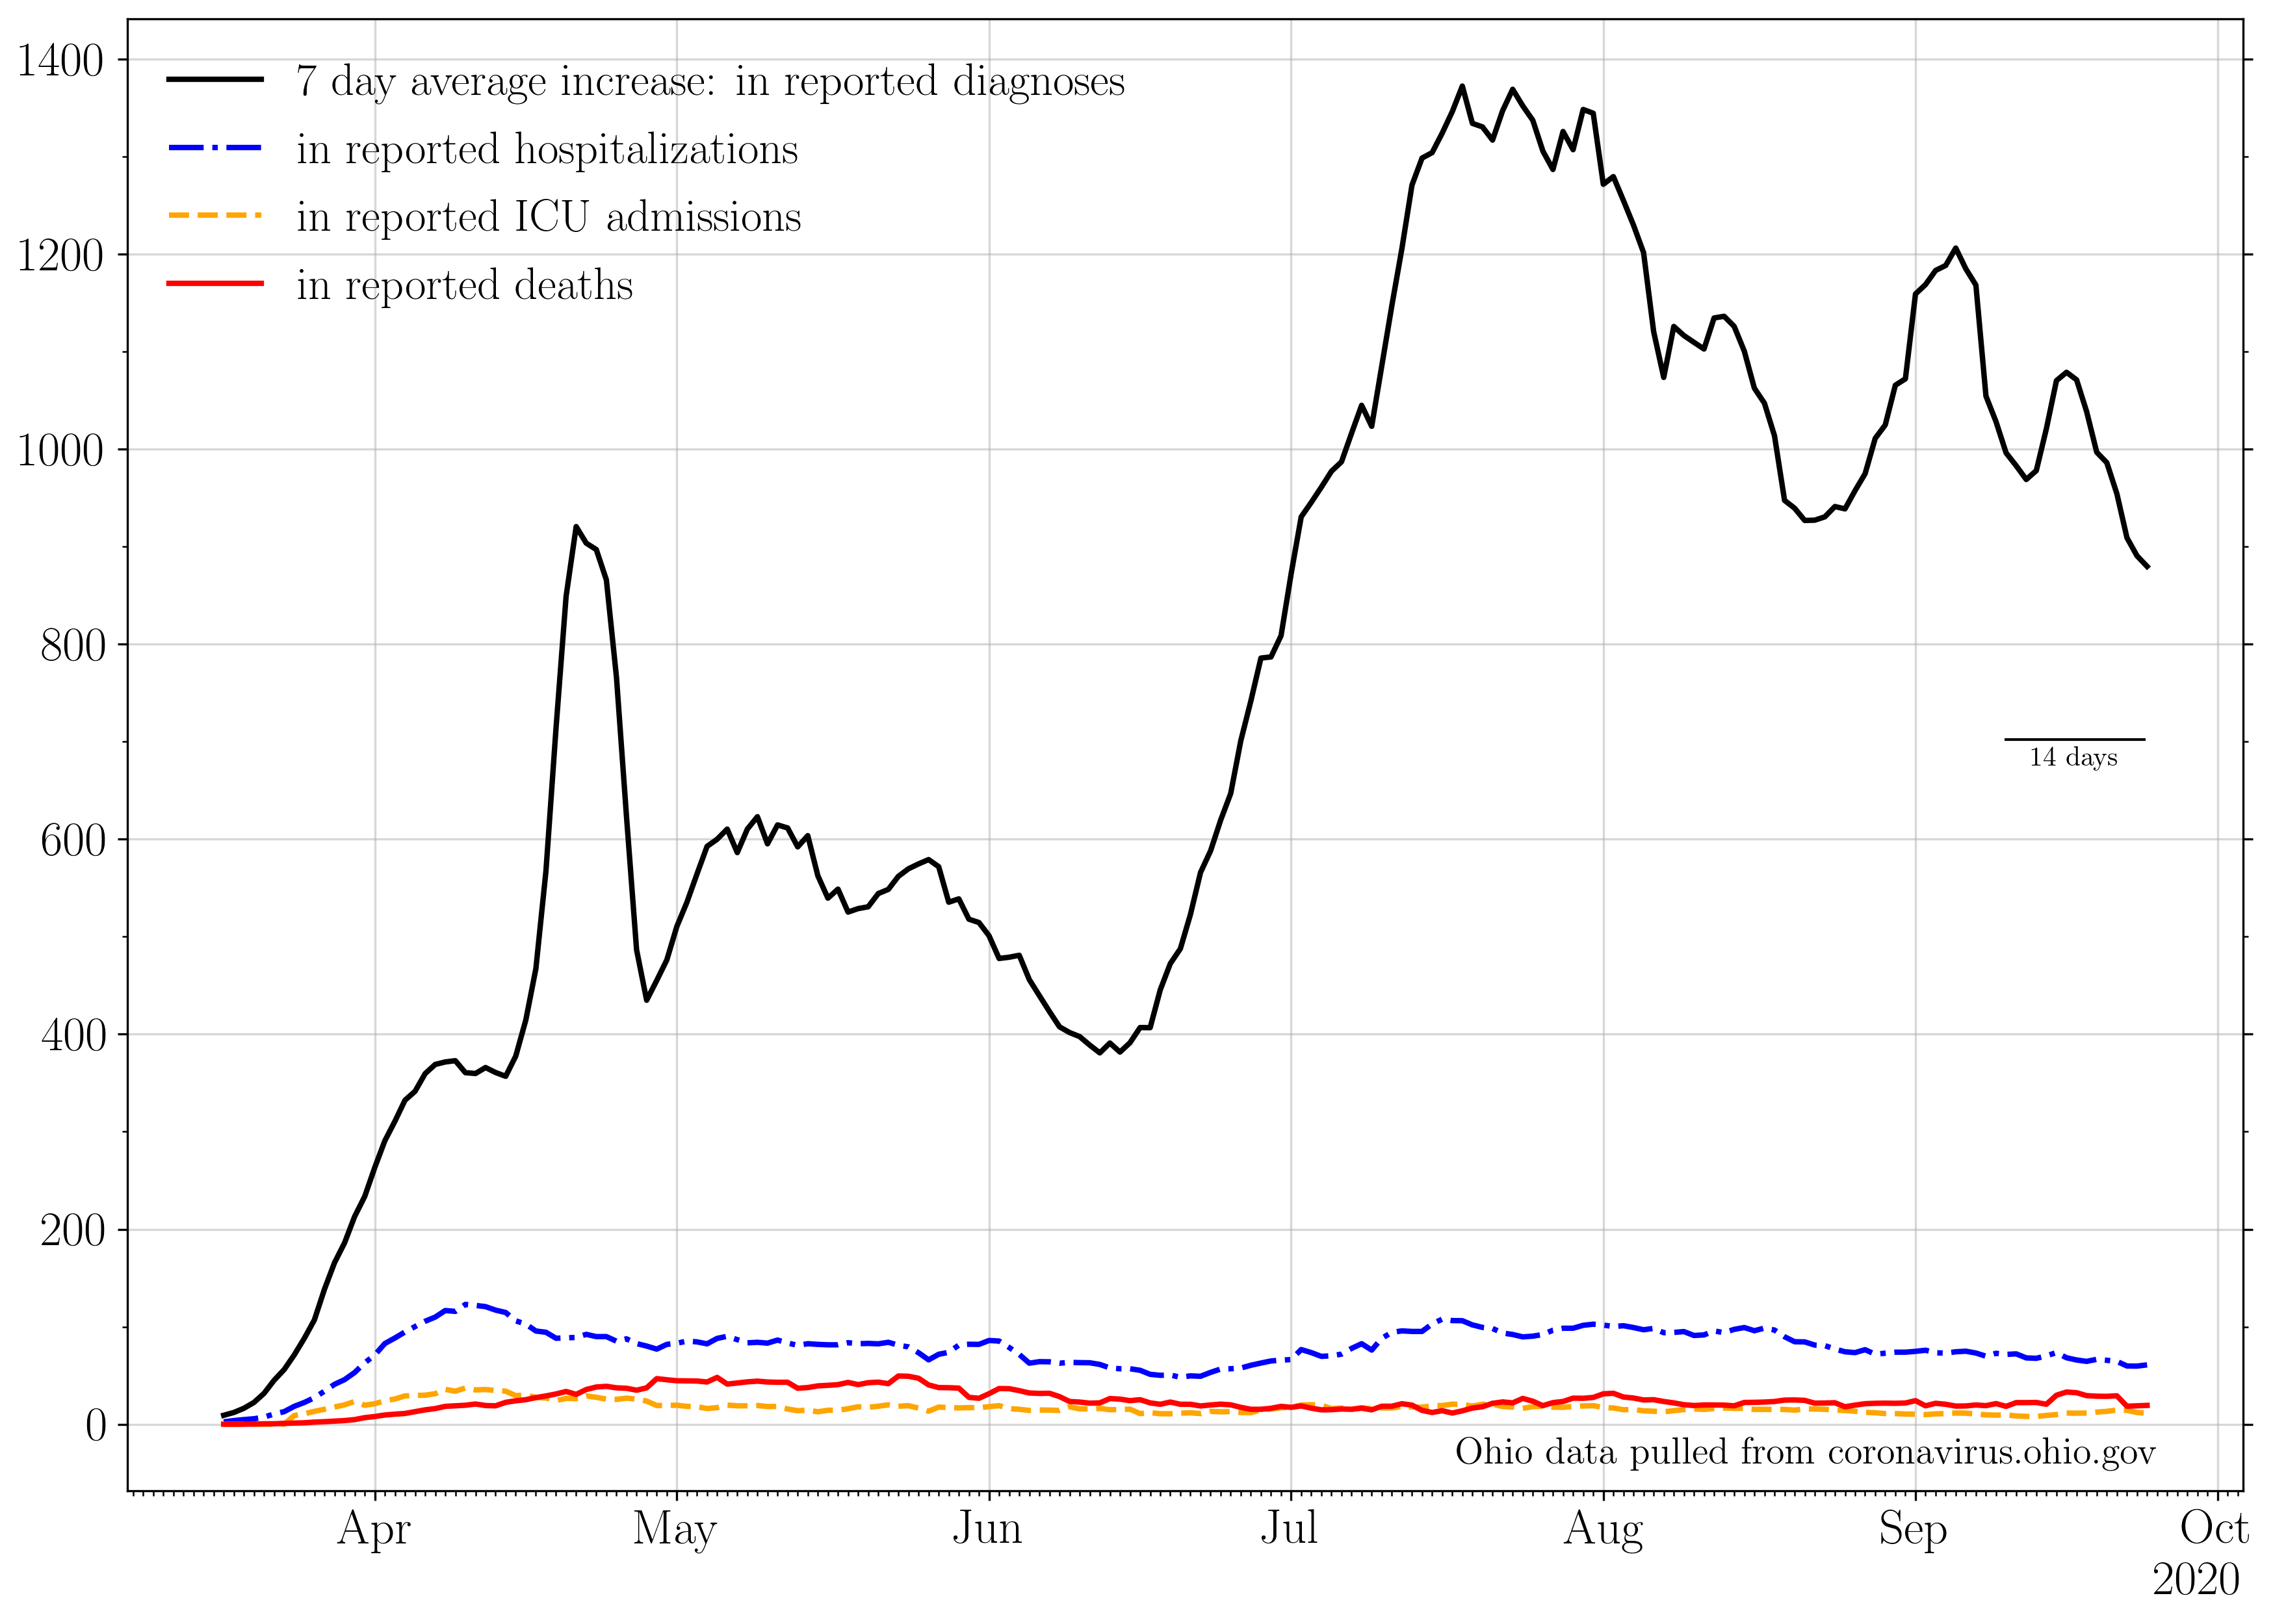 1400
1200
1000
800
600
400
200
0
7 day average increase: in reported diagnoses
in reported hospitalizations
in reported ICU admissions
in reported deaths
14 days
Ohio data pulled from coronavirus.ohio.gov
Apr May Jun Jul Aug Sep Oct
2020